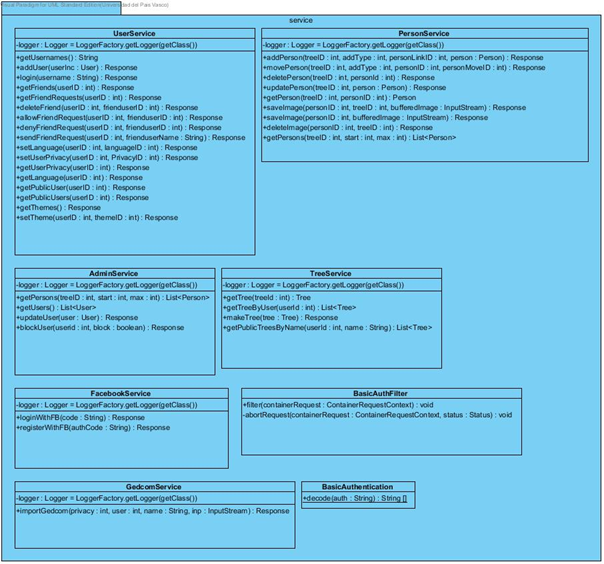 Visual Paradigm for UML Standard Edition(Universidad del Pais Vasco)
service
UserService
-logger : Logger = LoggerFactory.getLogger(getClass())
+getUsernames() : String
+addUser(userInc : User) : Response
+login(username : String) : Response
+getFriends(userID : int) : Response
+getFriendRequests(userID : int) : Response
+deleteFriend(userID : int, frienduserID : int) : Response
+allowFriendRequest(userID : int, frienduserID : int) : Response
+denyFriendRequest(userID : int, frienduserID : int) : Response
+sendFriendRequest(userID : int, frienduserName : String) : Response
+setLanguage(userID : int, languageID : int) : Response
+setUserPrivacy(userID : int, PrivacyID : int) : Response
+getUserPrivacy(userID : int) : Response
+getLanguage(userID : int) : Response
+getPublicUser(userID : int) : Response
+getPublicUsers(userID : int) : Response
+getThemes() : Response
+setTheme(userID : int, themeID : int) : Response
PersonService
-logger : Logger = LoggerFactory.getLogger(getClass())
+addPerson(treeID : int, addType : int, personLinkID : int, person : Person) : Response
+movePerson(treeID : int, addType : int, personID : int, personMoveID : int) : Response
+deletePerson(treeID : int, personId : int) : Response
+updatePerson(treeID : int, person : Person) : Response
+getPerson(treeID : int, personID : int) : Person
+saveImage(personID : int, treeID : int, bufferedImage : InputStream) : Response
+saveImage(personID : int, bufferedImage : InputStream) : Response
+deleteImage(personID : int, treeID : int) : Response
+getPersons(treeID : int, start : int, max : int) : List<Person>
AdminService
-logger : Logger = LoggerFactory.getLogger(getClass())
+getPersons(treeID : int, start : int, max : int) : List<Person>
+getUsers() : List<User>
+updateUser(user : User) : Response
+blockUser(userId : int, block : boolean) : Response
TreeService
-logger : Logger = LoggerFactory.getLogger(getClass())
+getTree(treeId : int) : Tree
+getTreeByUser(userId : int) : List<Tree>
+makeTree(tree : Tree) : Response
+getPublicTreesByName(userId : int, name : String) : List<Tree>
FacebookService
-logger : Logger = LoggerFactory.getLogger(getClass())
+loginWithFB(code : String) : Response
+registerWithFB(authCode : String) : Response
BasicAuthFilter
+filter(containerRequest : ContainerRequestContext) : void
-abortRequest(containerRequest : ContainerRequestContext, status : Status) : void
GedcomService
-logger : Logger = LoggerFactory.getLogger(getClass())
+importGedcom(privacy : int, user : int, name : String, inp : InputStream) : Response
BasicAuthentication
+decode(auth : String) : String []